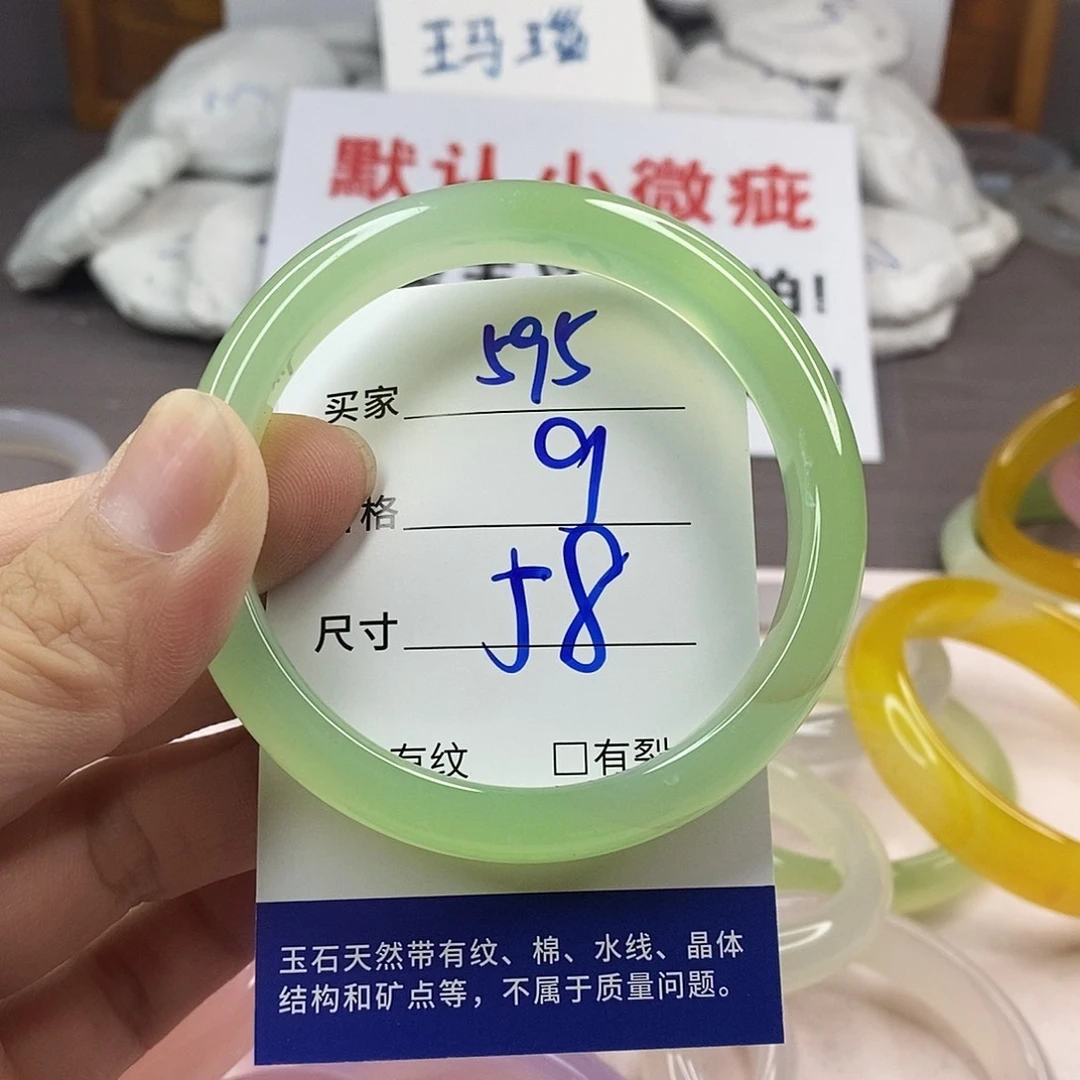 玛瑙
默认小微疵
拍!
!
买家 595
格 9
尺寸 58
有纹 □有裂
玉石天然带有纹、棉、水线、晶体
结构和矿点等，不属于质量问题。